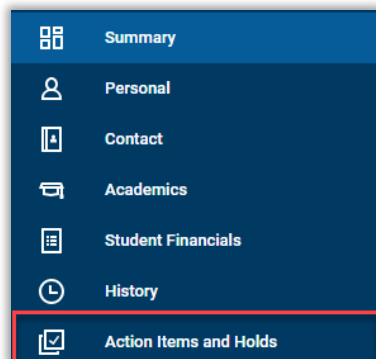 Summary
Personal
Contact
Academics
Student Financials
History
Action Items and Holds